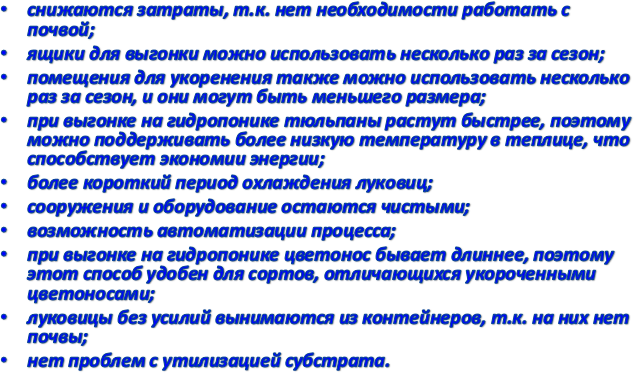 • снижаются затраты, т.к. нет необходимости работать с
почвой;
• ящики для выгонки можно использовать несколько раз за сезон;
• помещения для укоренения также можно использовать несколько
раз за сезон, и они могут быть меньшего размера;
• при выгонке на гидропонике тюльпаны растут быстрее, поэтому
можно поддерживать более низкую температуру в теплице, что
способствует экономии энергии;
• более короткий период охлаждения луковиц;
• сооружения и оборудование остаются чистыми;
• возможность автоматизации процесса;
• при выгонке на гидропонике цветонос бывает длиннее, поэтому
этот способ удобен для сортов, отличающихся укороченными
цветоносами;
• луковицы без усилий вынимаются из контейнеров, т.к. на них нет
почвы;
• нет проблем с утилизацией субстрата.